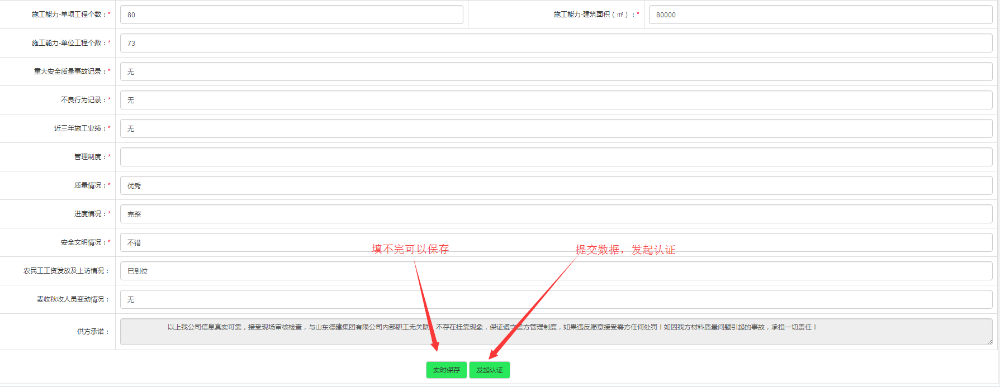 施工能力-单项工程个数：* 80 施工能力-建筑面积（㎡）：* 80000
施工能力-单位工程个数：* 73
重大安全质量事故记录：* 无
不良行为记录：* 无
近三年施工业绩：* 无
管理制度：*
质量情况：* 优秀
进度情况：* 完整
安全文明情况：* 不错
填不完可以保存 提交数据，发起认证
农民工工资发放及上访情况： 已到位
麦收秋收人员变动情况： 无
供方承诺： 以上我公司信息真实可靠，接受现场审核检查，与山东德建集团有限公司内部职工无关联，不存在挂靠现象，保证遵守需方管理制度，如果违反愿意接受需方任何处罚！如因我方材料质量问题引起的事故，承担一切责任！
实时保存 发起认证